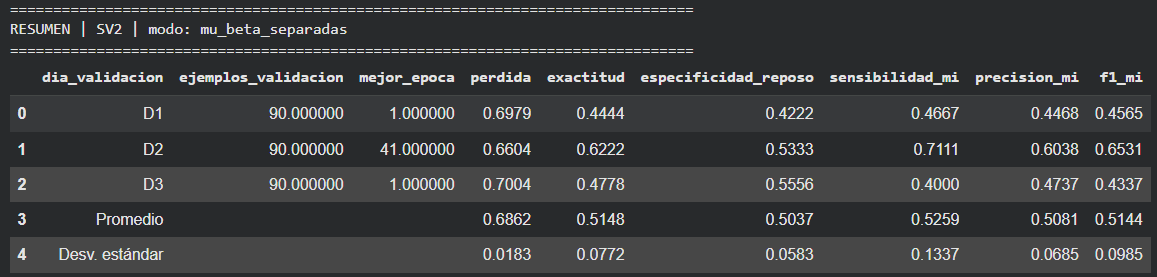 ================================================================================
RESUMEN | SV2 | modo: mu_beta_separadas
================================================================================
dia_validacion ejemplos_validacion mejor_epoca perdida exactitud especificidad_reposo sensibilidad_mi precision_mi f1_mi
0 D1 90.000000 1.000000 0.6979 0.4444 0.4222 0.4667 0.4468 0.4565
1 D2 90.000000 41.000000 0.6604 0.6222 0.5333 0.7111 0.6038 0.6531
2 D3 90.000000 1.000000 0.7004 0.4778 0.5556 0.4000 0.4737 0.4337
3 Promedio 0.6862 0.5148 0.5037 0.5259 0.5081 0.5144
4 Desv. estándar 0.0183 0.0772 0.0583 0.1337 0.0685 0.0985